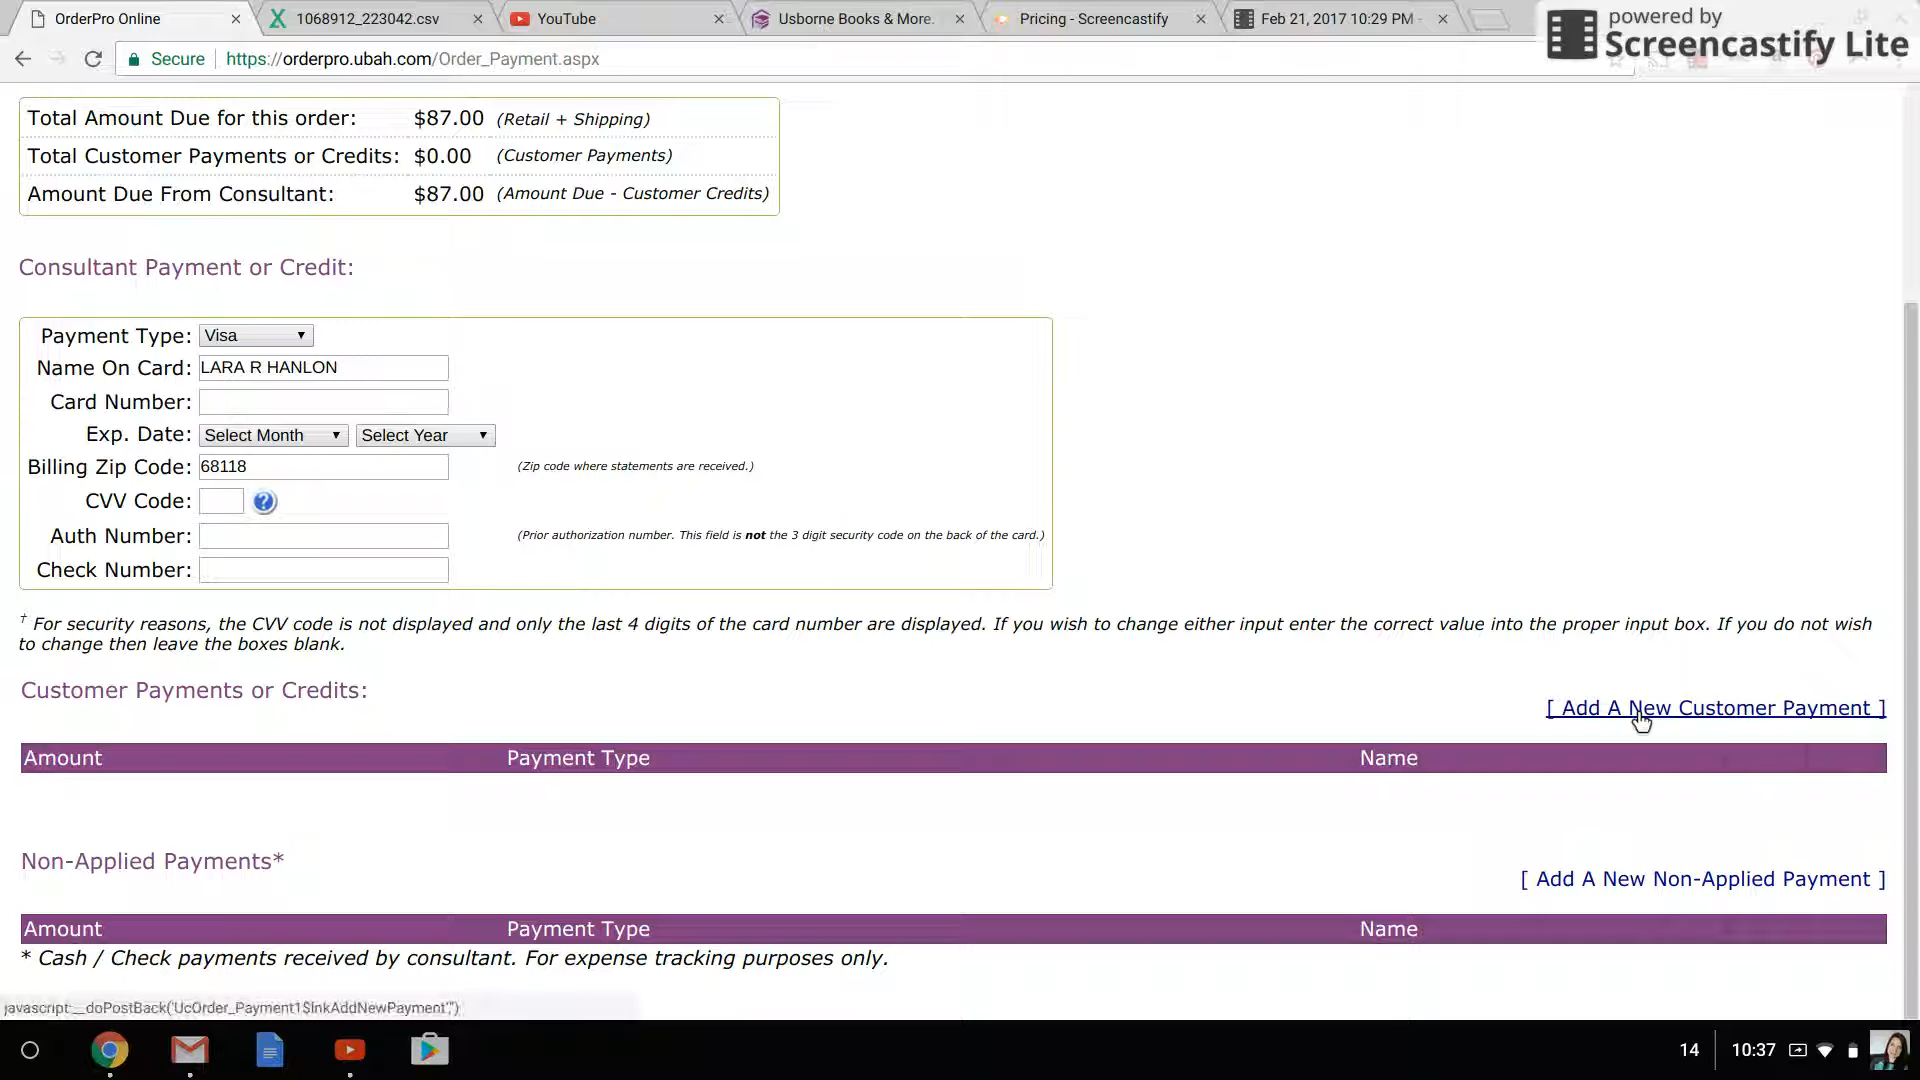 OrderPro Online
1068912_223042.csv
YouTube
Usborne Books & More.
Pricing - Screencastify
Feb 21, 2017 10:29 PM -
powered by
Screencastify Lite
Secure
https://orderpro.ubah.com/Order_Payment.aspx
Total Amount Due for this order: $87.00 (Retail + Shipping)
Total Customer Payments or Credits: $0.00 (Customer Payments)
Amount Due From Consultant: $87.00 (Amount Due - Customer Credits)
Consultant Payment or Credit:
Payment Type: Visa
Name On Card: LARA R HANLON
Card Number:
Exp. Date: Select Month Select Year
Billing Zip Code: 68118 (Zip code where statements are received.)
CVV Code: ?
Auth Number: (Prior authorization number. This field is not the 3 digit security code on the back of the card.)
Check Number:
† For security reasons, the CVV code is not displayed and only the last 4 digits of the card number are displayed. If you wish to change either input enter the correct value into the proper input box. If you do not wish
to change then leave the boxes blank.
Customer Payments or Credits:
[ Add A New Customer Payment ]
Amount Payment Type Name
Non-Applied Payments*
[ Add A New Non-Applied Payment ]
Amount Payment Type Name
* Cash / Check payments received by consultant. For expense tracking purposes only.
javascript:__doPostBack('UcOrder_Payment1$lnkAddNewPayment','')
14 10:37